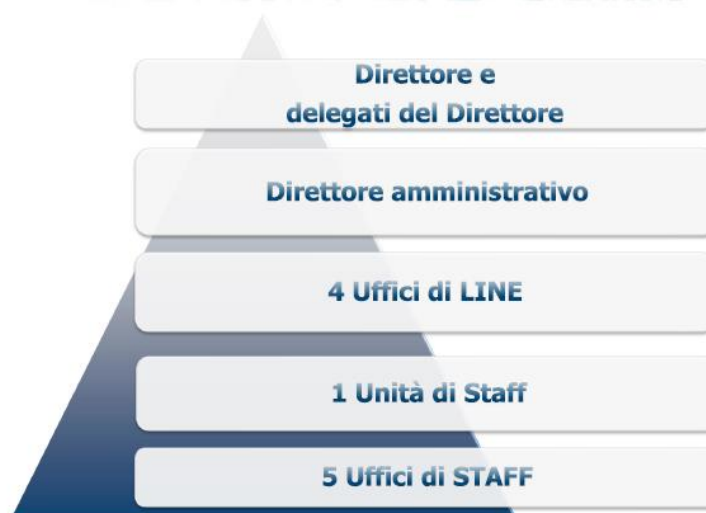 Direttore e
delegati del Direttore
Direttore amministrativo
4 Uffici di LINE
1 Unità di Staff
5 Uffici di STAFF